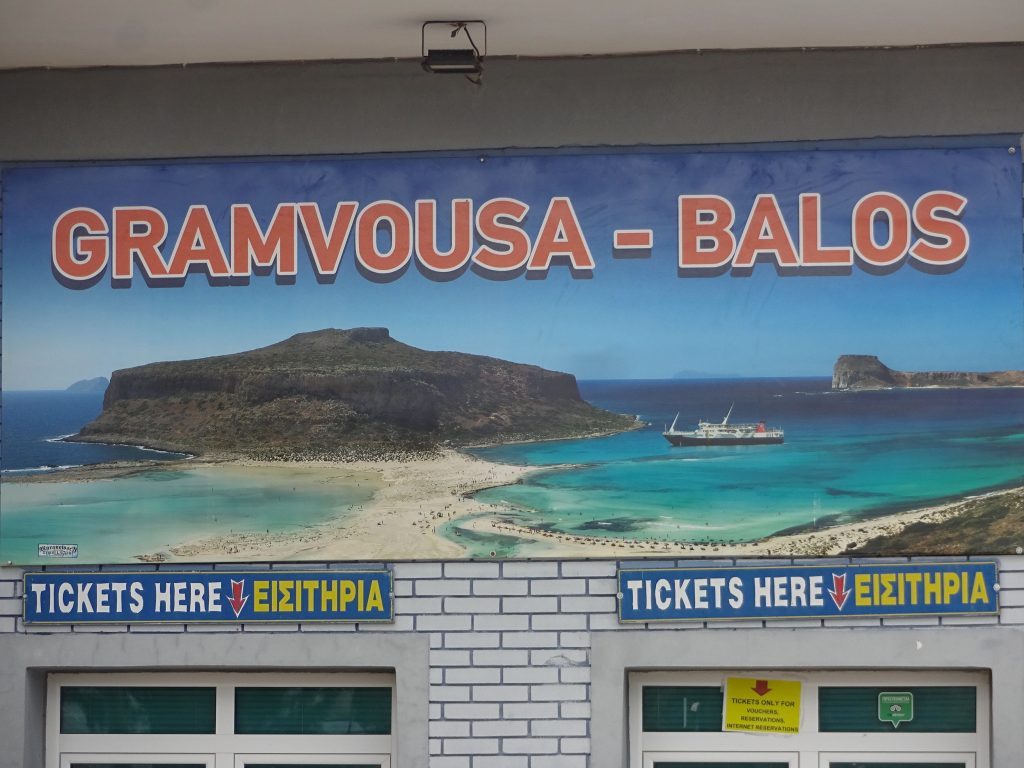 GRAMVOUSA - BALOS
TICKETS HERE ΕΙΣΙΤΗΡΙΑ
TICKETS HERE ΕΙΣΙΤΗΡΙΑ
TICKETS ONLY FOR
VOUCHERS,
RESERVATIONS,
INTERNET RESERVATIONS